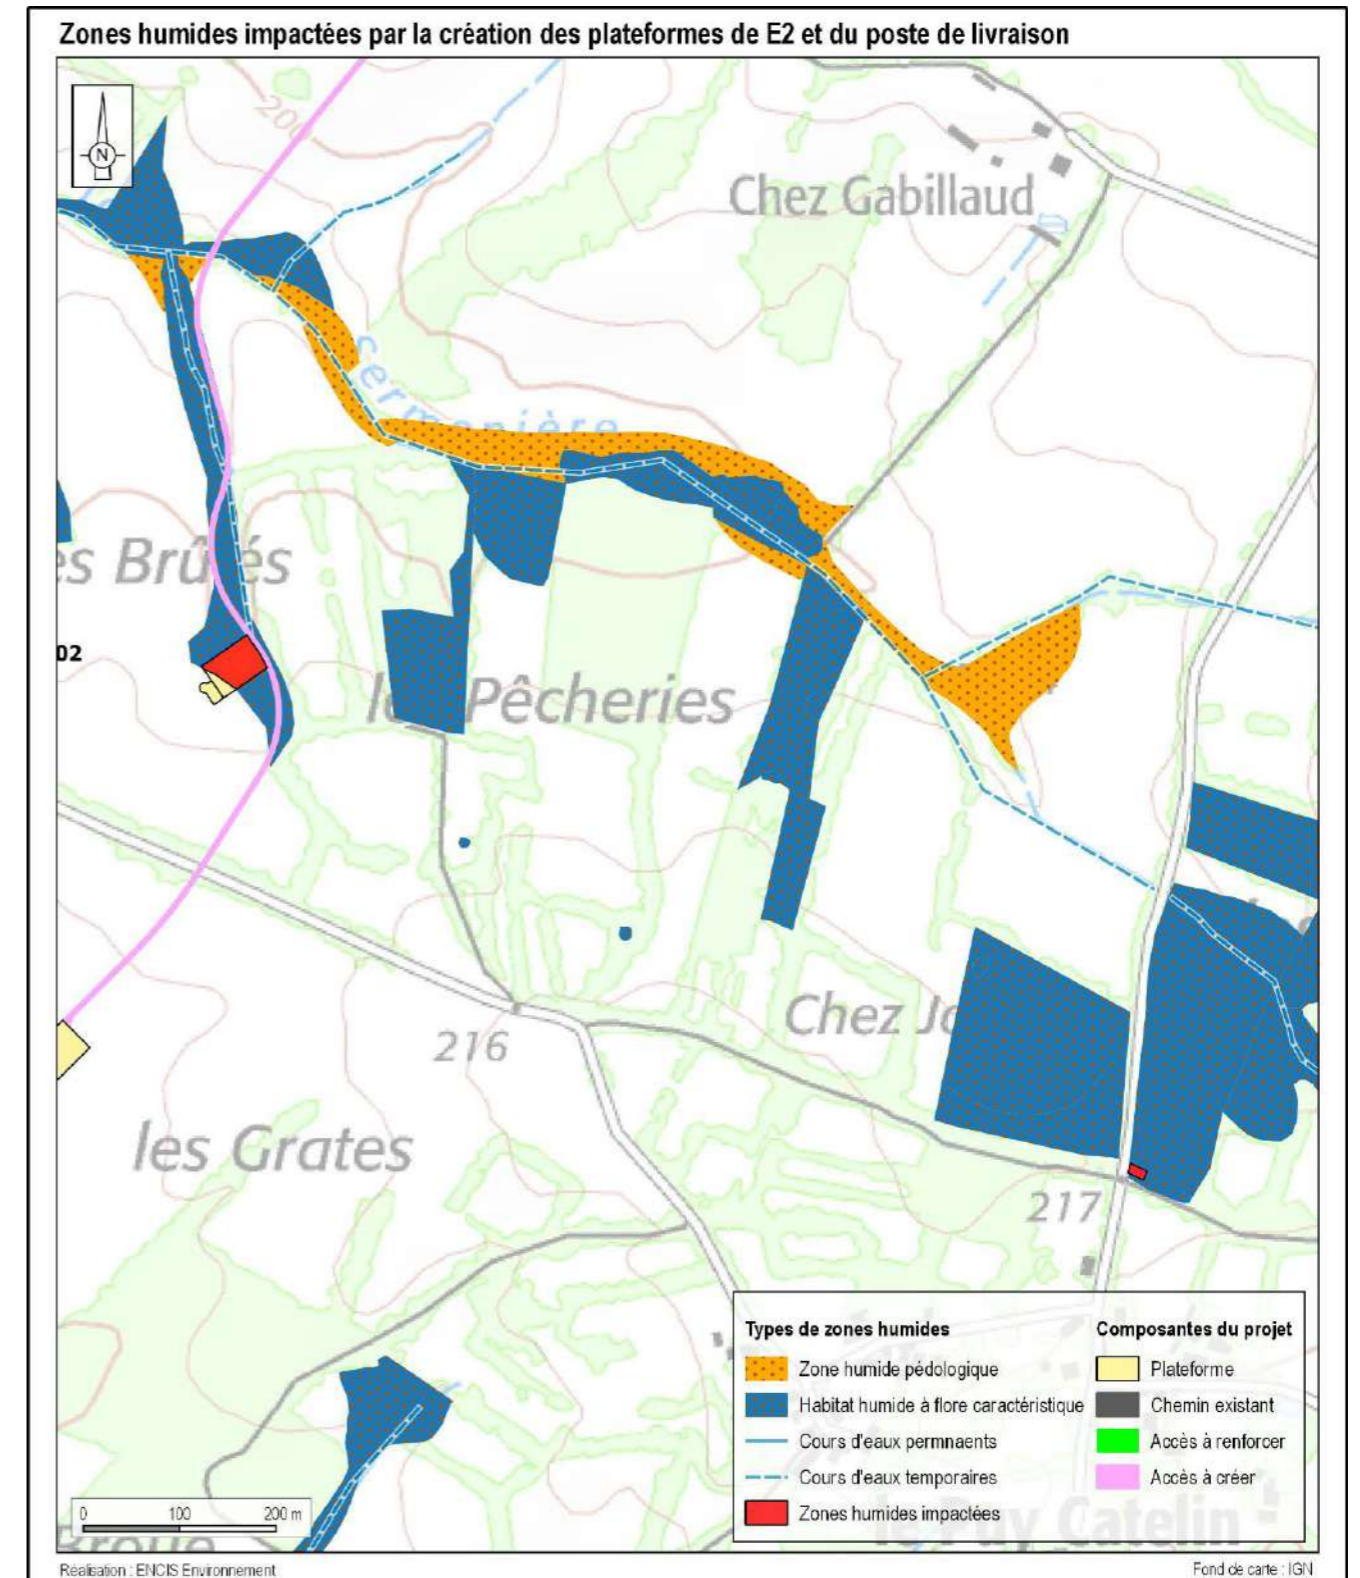 Zones humides impactées par la création des plateformes de E2 et du poste de livraison
N
200
Chez Gabillaud
es Brûlés
02
Pêcheries
Chez Jo
216
les Grates
217
Types de zones humides
Zone humide pédologique
Habitat humide à flore caractéristique
Cours d'eaux permnaents
Cours d'eaux temporaires
Zones humides impactées
Composantes du projet
Plateforme
Chemin existant
Accès à renforcer
Accès à créer
le Puy Catelin
0 100 200 m
Réalisation : ENCIS Environnement
Fond de carte : IGN